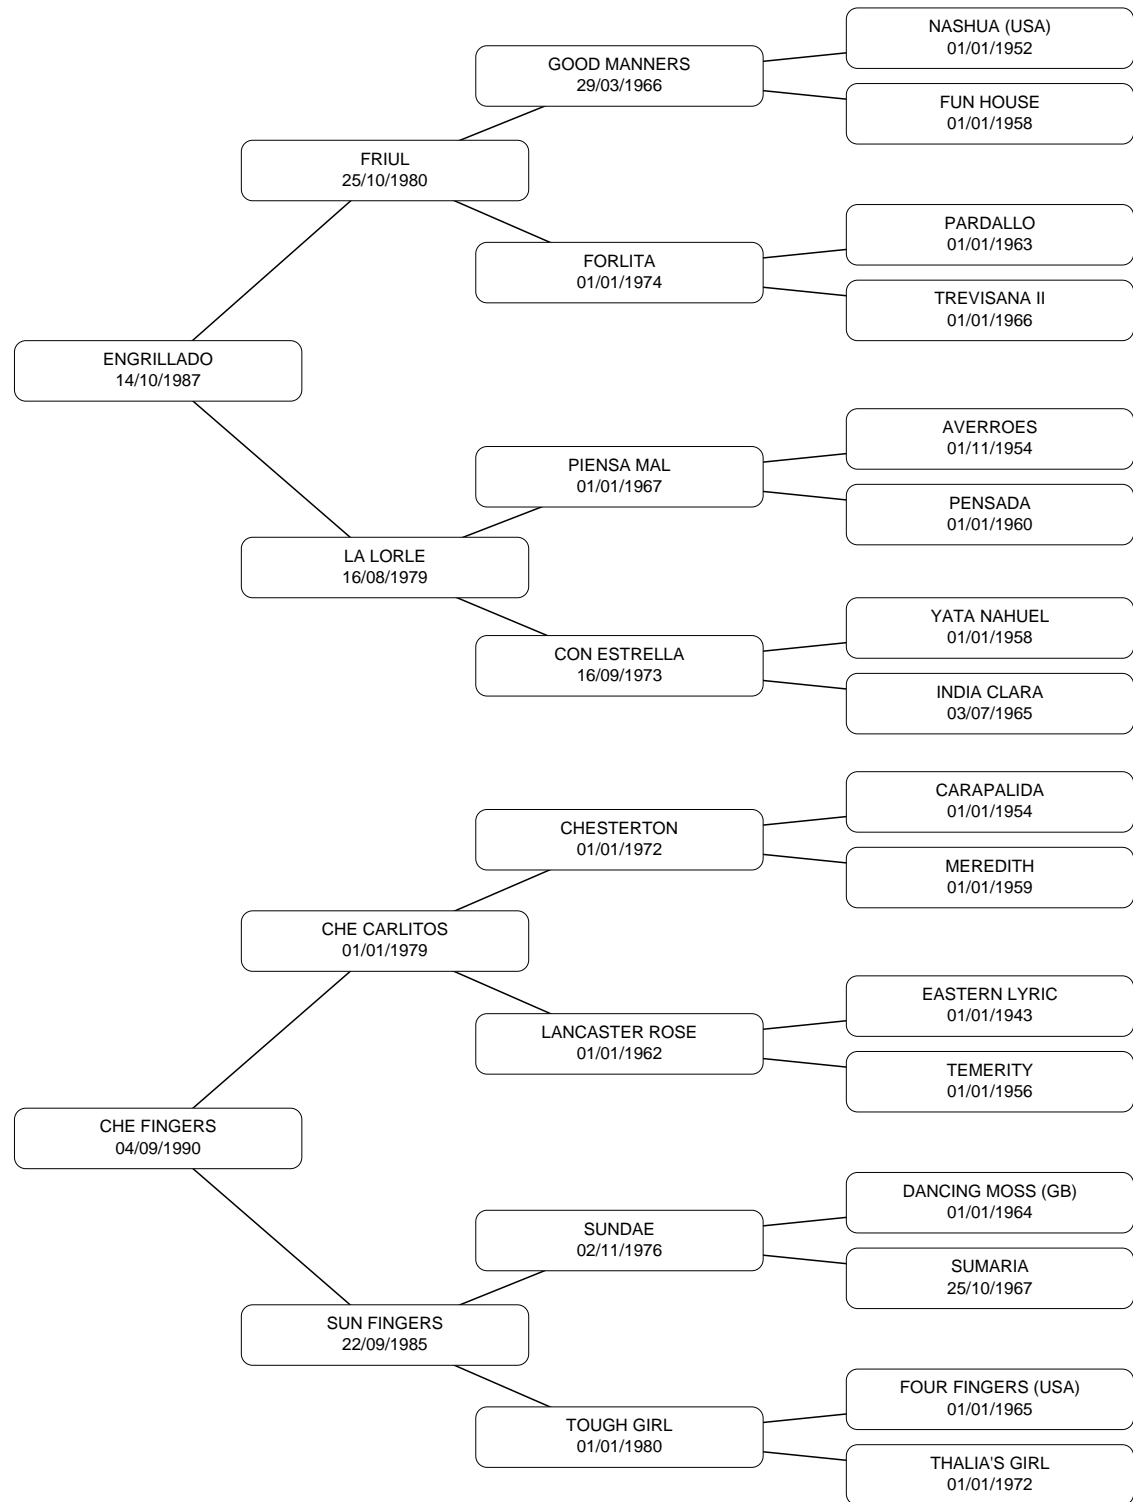 NASHUA (USA)
01/01/1952
GOOD MANNERS
29/03/1966
FUN HOUSE
01/01/1958
FRIUL
25/10/1980
PARDALLO
01/01/1963
FORLITA
01/01/1974
TREVISANA II
01/01/1966
ENGRILLADO
14/10/1987
AVERROES
01/11/1954
PIENSA MAL
01/01/1967
PENSADA
01/01/1960
LA LORLE
16/08/1979
YATA NAHUEL
01/01/1958
CON ESTRELLA
16/09/1973
INDIA CLARA
03/07/1965
CARAPALIDA
01/01/1954
CHESTERTON
01/01/1972
MEREDITH
01/01/1959
CHE CARLITOS
01/01/1979
EASTERN LYRIC
01/01/1943
LANCASTER ROSE
01/01/1962
TEMERITY
01/01/1956
CHE FINGERS
04/09/1990
DANCING MOSS (GB)
01/01/1964
SUNDAE
02/11/1976
SUMARIA
25/10/1967
SUN FINGERS
22/09/1985
FOUR FINGERS (USA)
01/01/1965
TOUGH GIRL
01/01/1980
THALIA'S GIRL
01/01/1972